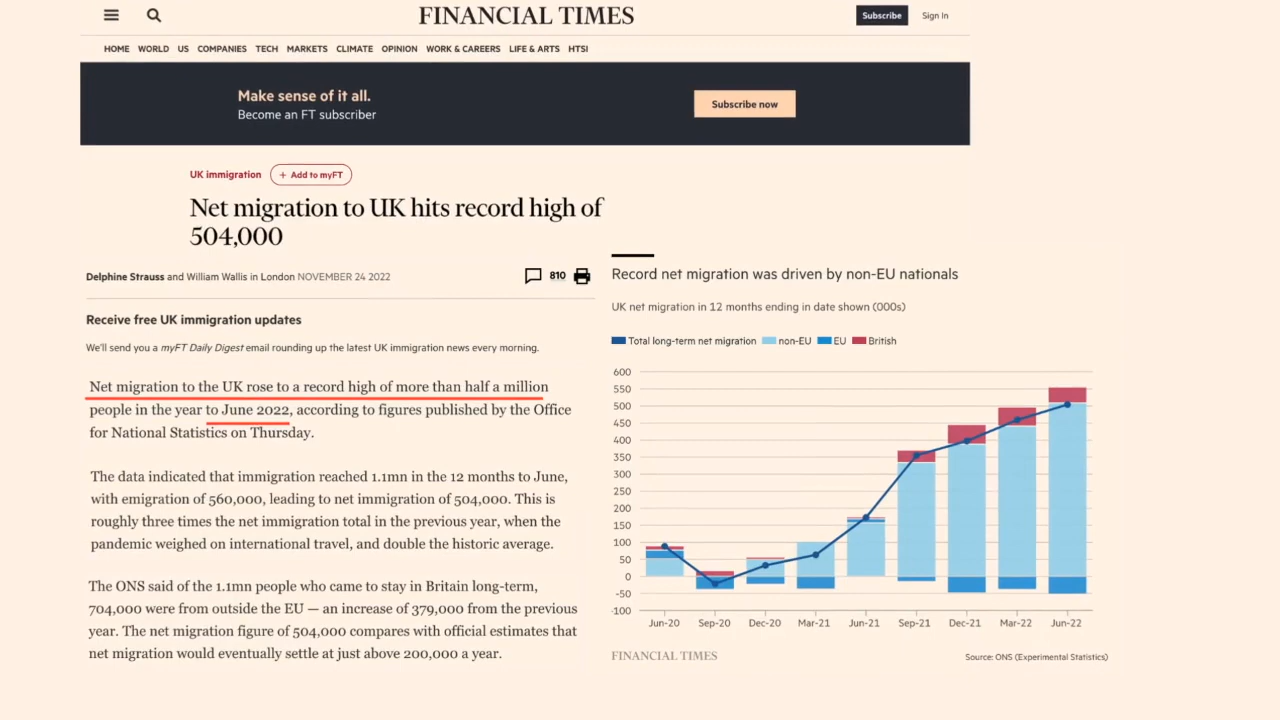 FINANCIAL TIMES
Subscribe
Sign In
HOME WORLD US COMPANIES TECH MARKETS CLIMATE OPINION WORK & CAREERS LIFE & ARTS HTSI
Make sense of it all.
Become an FT subscriber
Subscribe now
UK immigration
+ Add to myFT
Net migration to UK hits record high of
504,000
Delphine Strauss and William Wallis in London NOVEMBER 24 2022
810
Receive free UK immigration updates
We'll send you a myFT Daily Digest email rounding up the latest UK immigration news every morning.
Net migration to the UK rose to a record high of more than half a million
people in the year to June 2022, according to figures published by the Office
for National Statistics on Thursday.
The data indicated that immigration reached 1.1mn in the 12 months to June,
with emigration of 560,000, leading to net immigration of 504,000. This is
roughly three times the net immigration total in the previous year, when the
pandemic weighed on international travel, and double the historic average.
The ONS said of the 1.1mn people who came to stay in Britain long-term,
704,000 were from outside the EU — an increase of 379,000 from the previous
year. The net migration figure of 504,000 compares with official estimates that
net migration would eventually settle at just above 200,000 a year.
Record net migration was driven by non-EU nationals
UK net migration in 12 months ending in date shown (000s)
Total long-term net migration non-EU EU British
600
550
500
450
400
350
300
250
200
150
100
50
0
-50
-100
Jun-20 Sep-20 Dec-20 Mar-21 Jun-21 Sep-21 Dec-21 Mar-22 Jun-22
FINANCIAL TIMES
Source: ONS (Experimental Statistics)